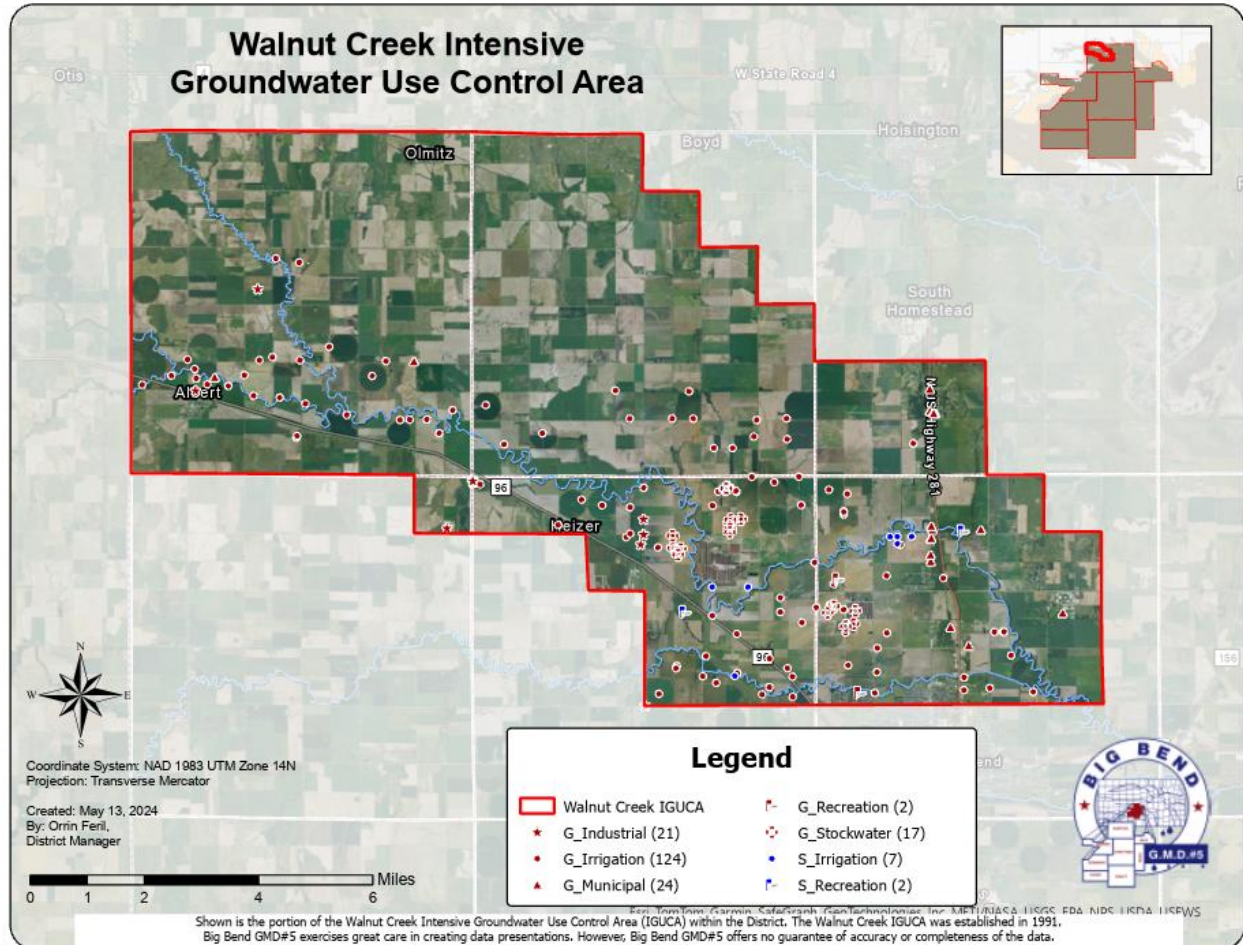 Walnut Creek Intensive
Groundwater Use Control Area
Otis
W State Road 4
Boyd
Hoisington
Olmitz
South
Homestead
Albert
N US Highway 281
96
Heizer
96
156
N
W E
S
Coordinate System: NAD 1983 UTM Zone 14N
Projection: Transverse Mercator
Created: May 13, 2024
By: Orrin Feril,
District Manager
Miles
0 1 2 4 6
Legend
Walnut Creek IGUCA
G_Industrial (21)
G_Irrigation (124)
G_Municipal (24)
G_Recreation (2)
G_Stockwater (17)
S_Irrigation (7)
S_Recreation (2)
BIG BEND
G.M.D.#5
Esri, TomTom, Garmin, SafeGraph, GeoTechnologies, Inc, METI/NASA, USGS, EPA, NPS, USDA, USFWS
Shown is the portion of the Walnut Creek Intensive Groundwater Use Control Area (IGUCA) within the District. The Walnut Creek IGUCA was established in 1991.
Big Bend GMD#5 exercises great care in creating data presentations. However, Big Bend GMD#5 offers no guarantee of accuracy or completeness of the data.